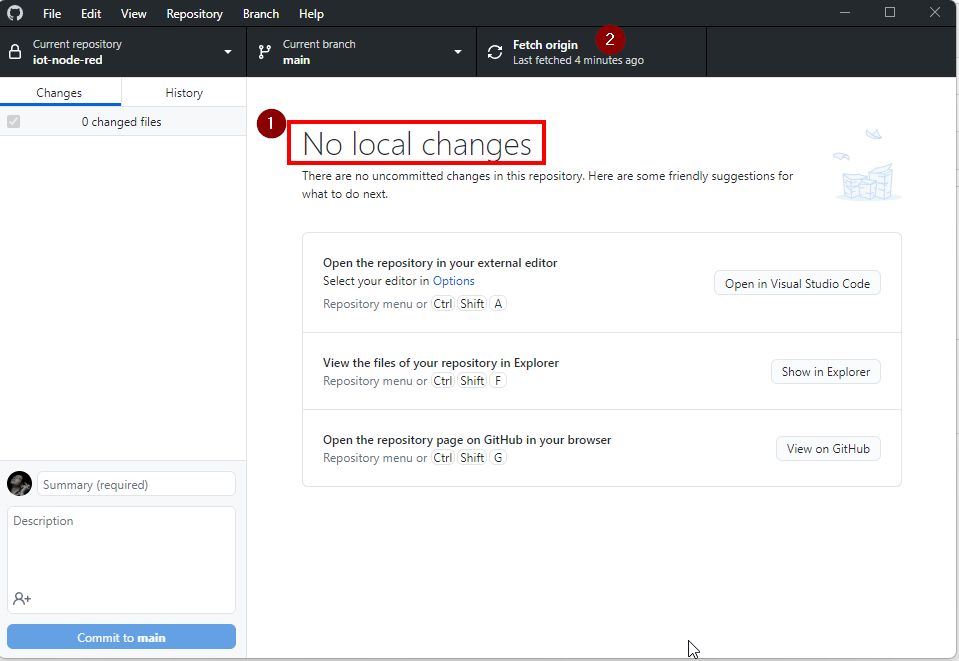 File Edit View Repository Branch Help
Current repository
iot-node-red
Current branch
main
Fetch origin
Last fetched 4 minutes ago
2
Changes
History
0 changed files
1
No local changes
There are no uncommitted changes in this repository. Here are some friendly suggestions for
what to do next.
Open the repository in your external editor
Select your editor in Options
Repository menu or Ctrl Shift A
Open in Visual Studio Code
View the files of your repository in Explorer
Repository menu or Ctrl Shift F
Show in Explorer
Open the repository page on GitHub in your browser
Repository menu or Ctrl Shift G
View on GitHub
Summary (required)
Description
Commit to main